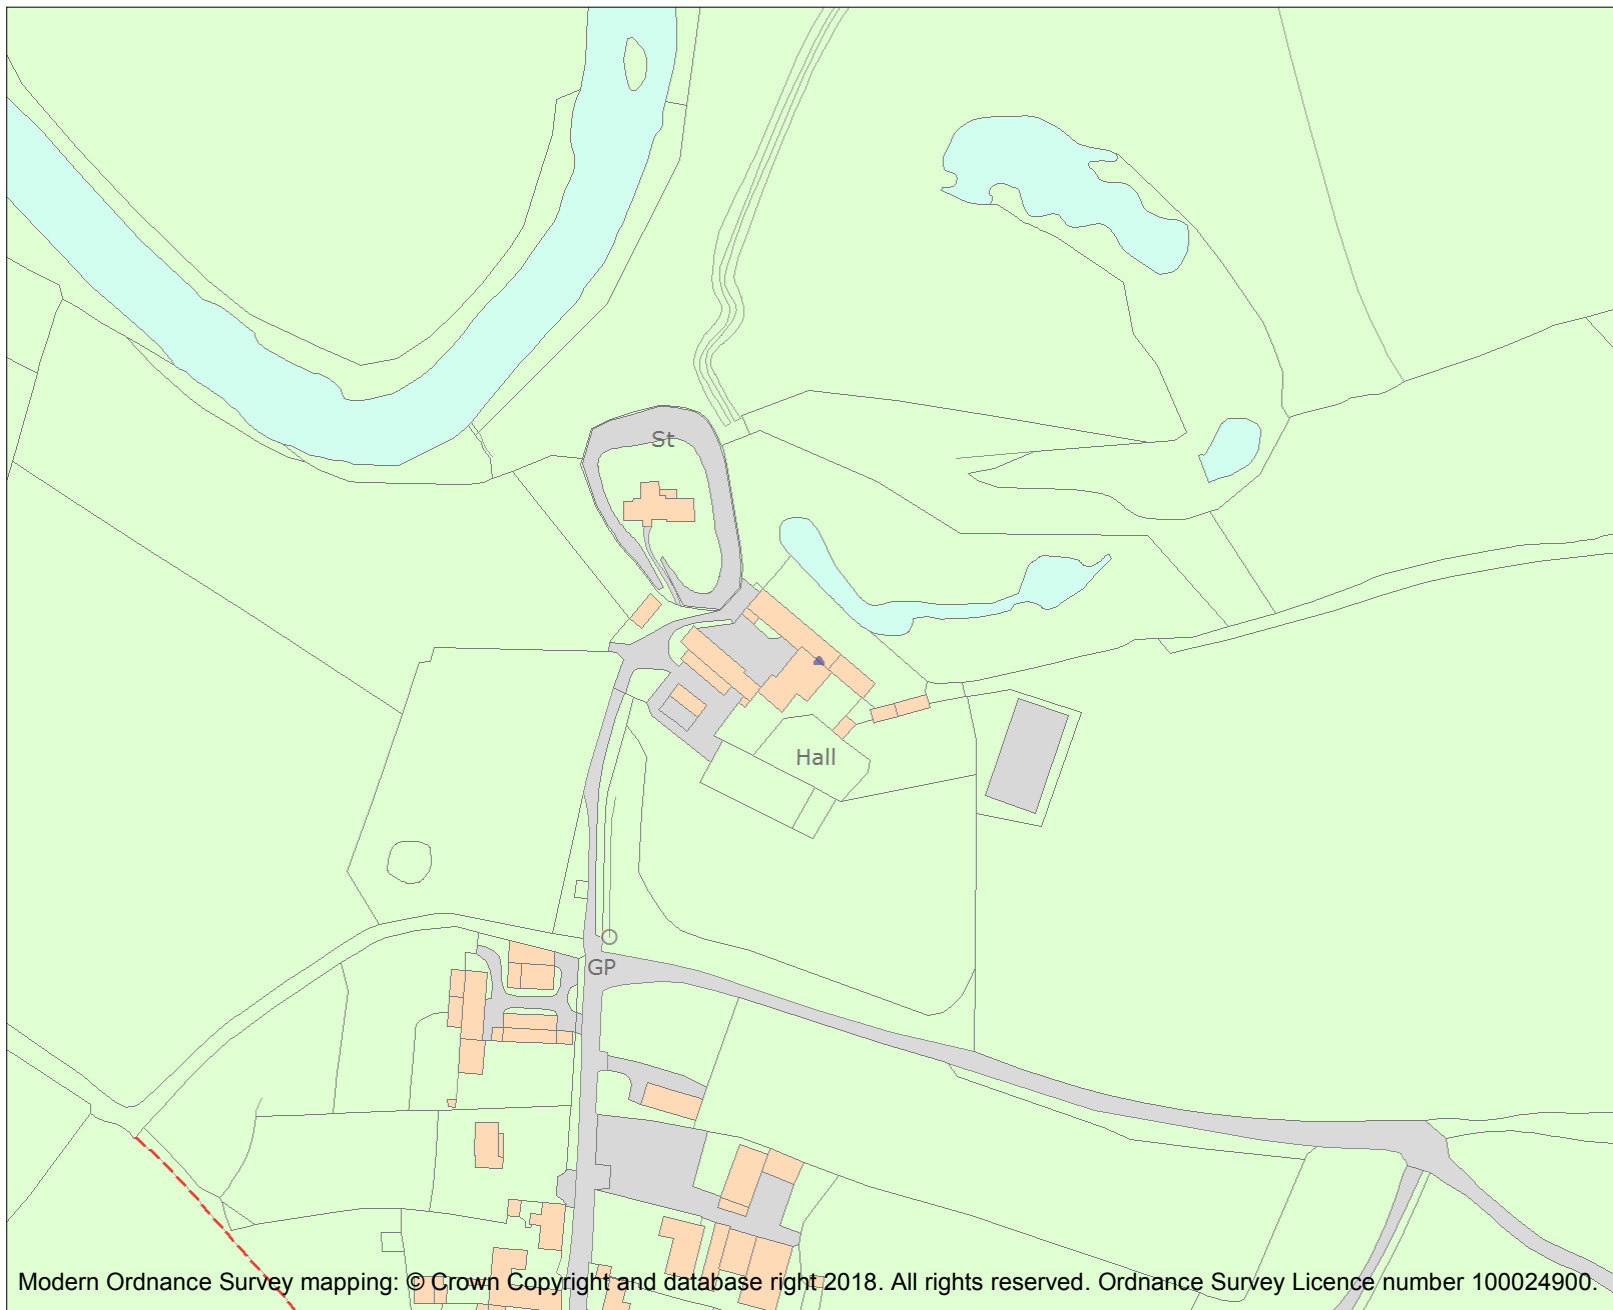 St
Hall
GP
Modern Ordnance Survey mapping: © Crown Copyright and database right 2018. All rights reserved. Ordnance Survey Licence number 100024900.